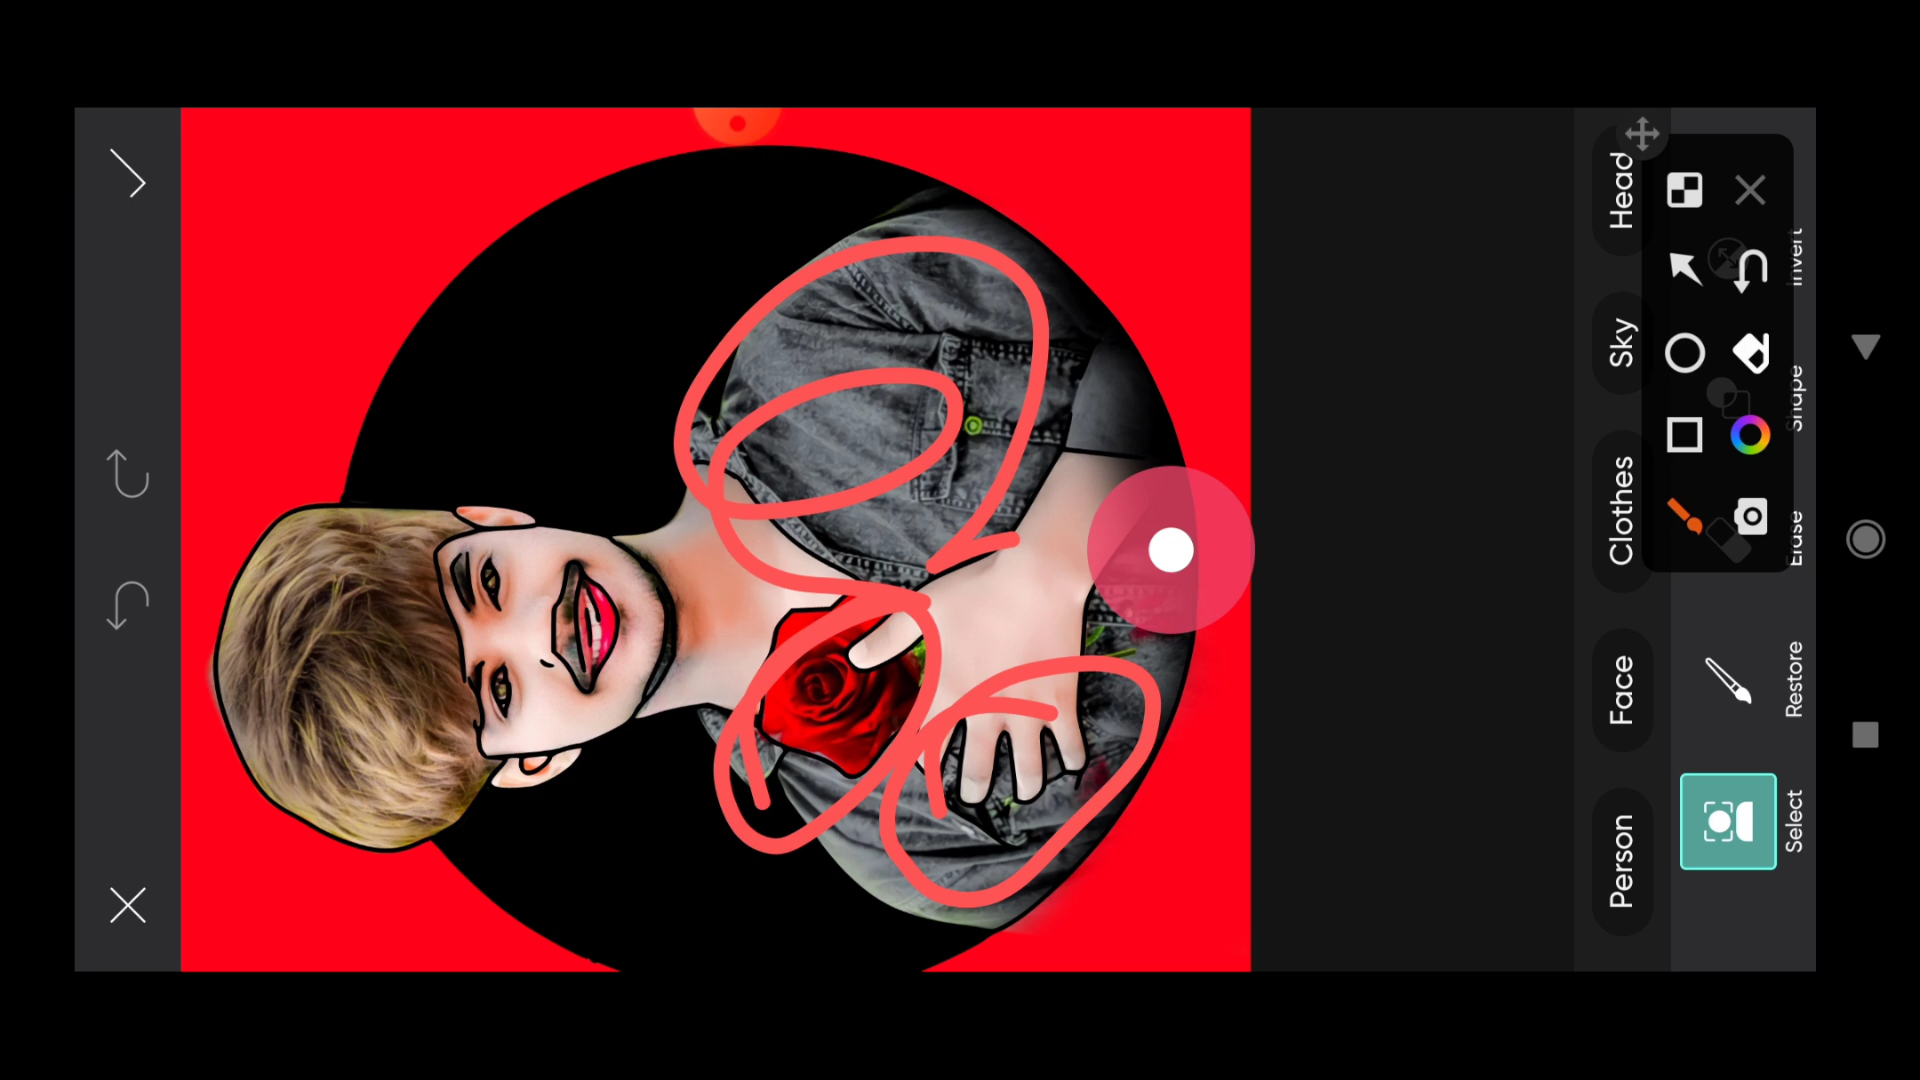 Person
Face
Clothes
Sky
Head
Select
Restore
Erase
Shape
Invert